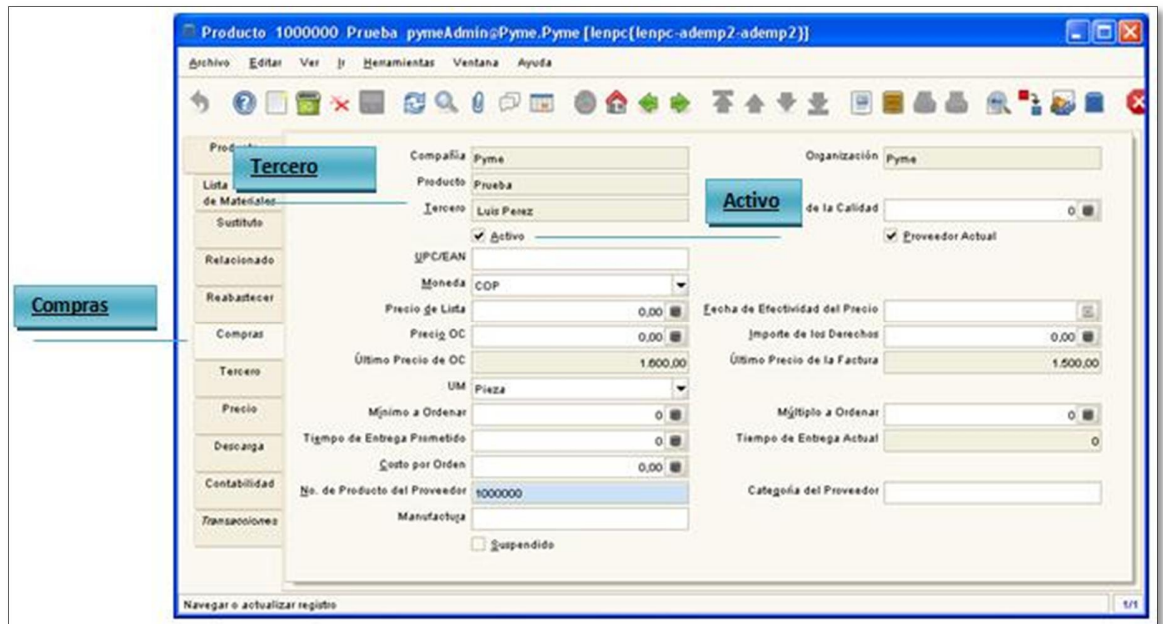 Producto 1000000 Prueba pymeAdmin@Pyme.Pyme [lenpc{lenpc-ademp2-ademp2}]
Archivo Editar Ver Ir Herramientas Ventana Ayuda
Tercero
Compañía Pyme Organización Pyme
Lista
de Materiales
Producto Prueba
Activo
Tercero Luis Perez de la Calidad 0
Sustituto
Activo Proveedor Actual
Relacionado
UPC/EAN
Moneda COP
Compras
Reabastecer
Precio de Lista 0,00 Fecha de Efectividad del Precio
Compras
Precio OC 0,00 Importe de los Derechos 0,00
Último Precio de OC 1.600,00 Último Precio de la Factura 1.500,00
Tercero
UM Pieza
Precio
Mínimo a Ordenar 0 Múltiplo a Ordenar 0
Descarga
Tiempo de Entrega Prometido 0 Tiempo de Entega Actual 0
Costo por Orden 0,00
Contabilidad
No. de Producto del Proveedor 1000000 Categoría del Proveedor
Transacciones
Manufactura
Suspendido
Navegar o actualizar registro 1/1